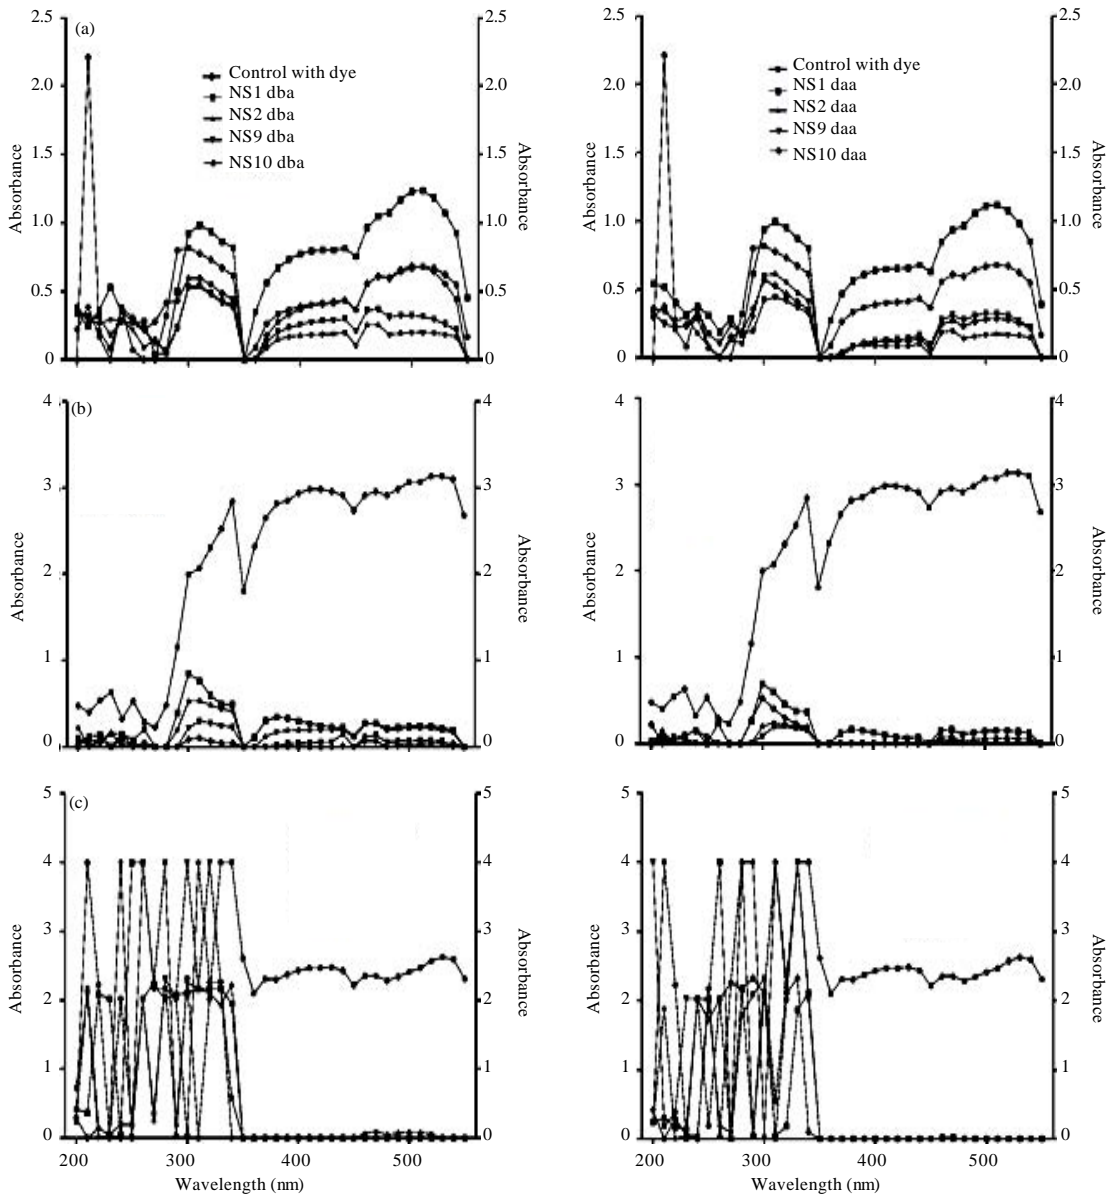 (a)
2.5
2.0
1.5
1.0
0.5
0
Absorbance
Control with dye
NS1 dba
NS2 dba
NS9 dba
NS10 dba
2.5
2.0
1.5
1.0
0.5
0
Absorbance
2.5
2.0
1.5
1.0
0.5
0
Absorbance
Control with dye
NS1 daa
NS2 daa
NS9 daa
NS10 daa
2.5
2.0
1.5
1.0
0.5
0
Absorbance
(b)
4
3
2
1
0
Absorbance
4
3
2
1
0
Absorbance
4
3
2
1
0
Absorbance
4
3
2
1
0
Absorbance
(c)
5
4
3
2
1
0
Absorbance
5
4
3
2
1
0
Absorbance
200 300 400 500
Wavelength (nm)
5
4
3
2
1
0
Absorbance
5
4
3
2
1
0
Absorbance
200 300 400 500
Wavelength (nm)